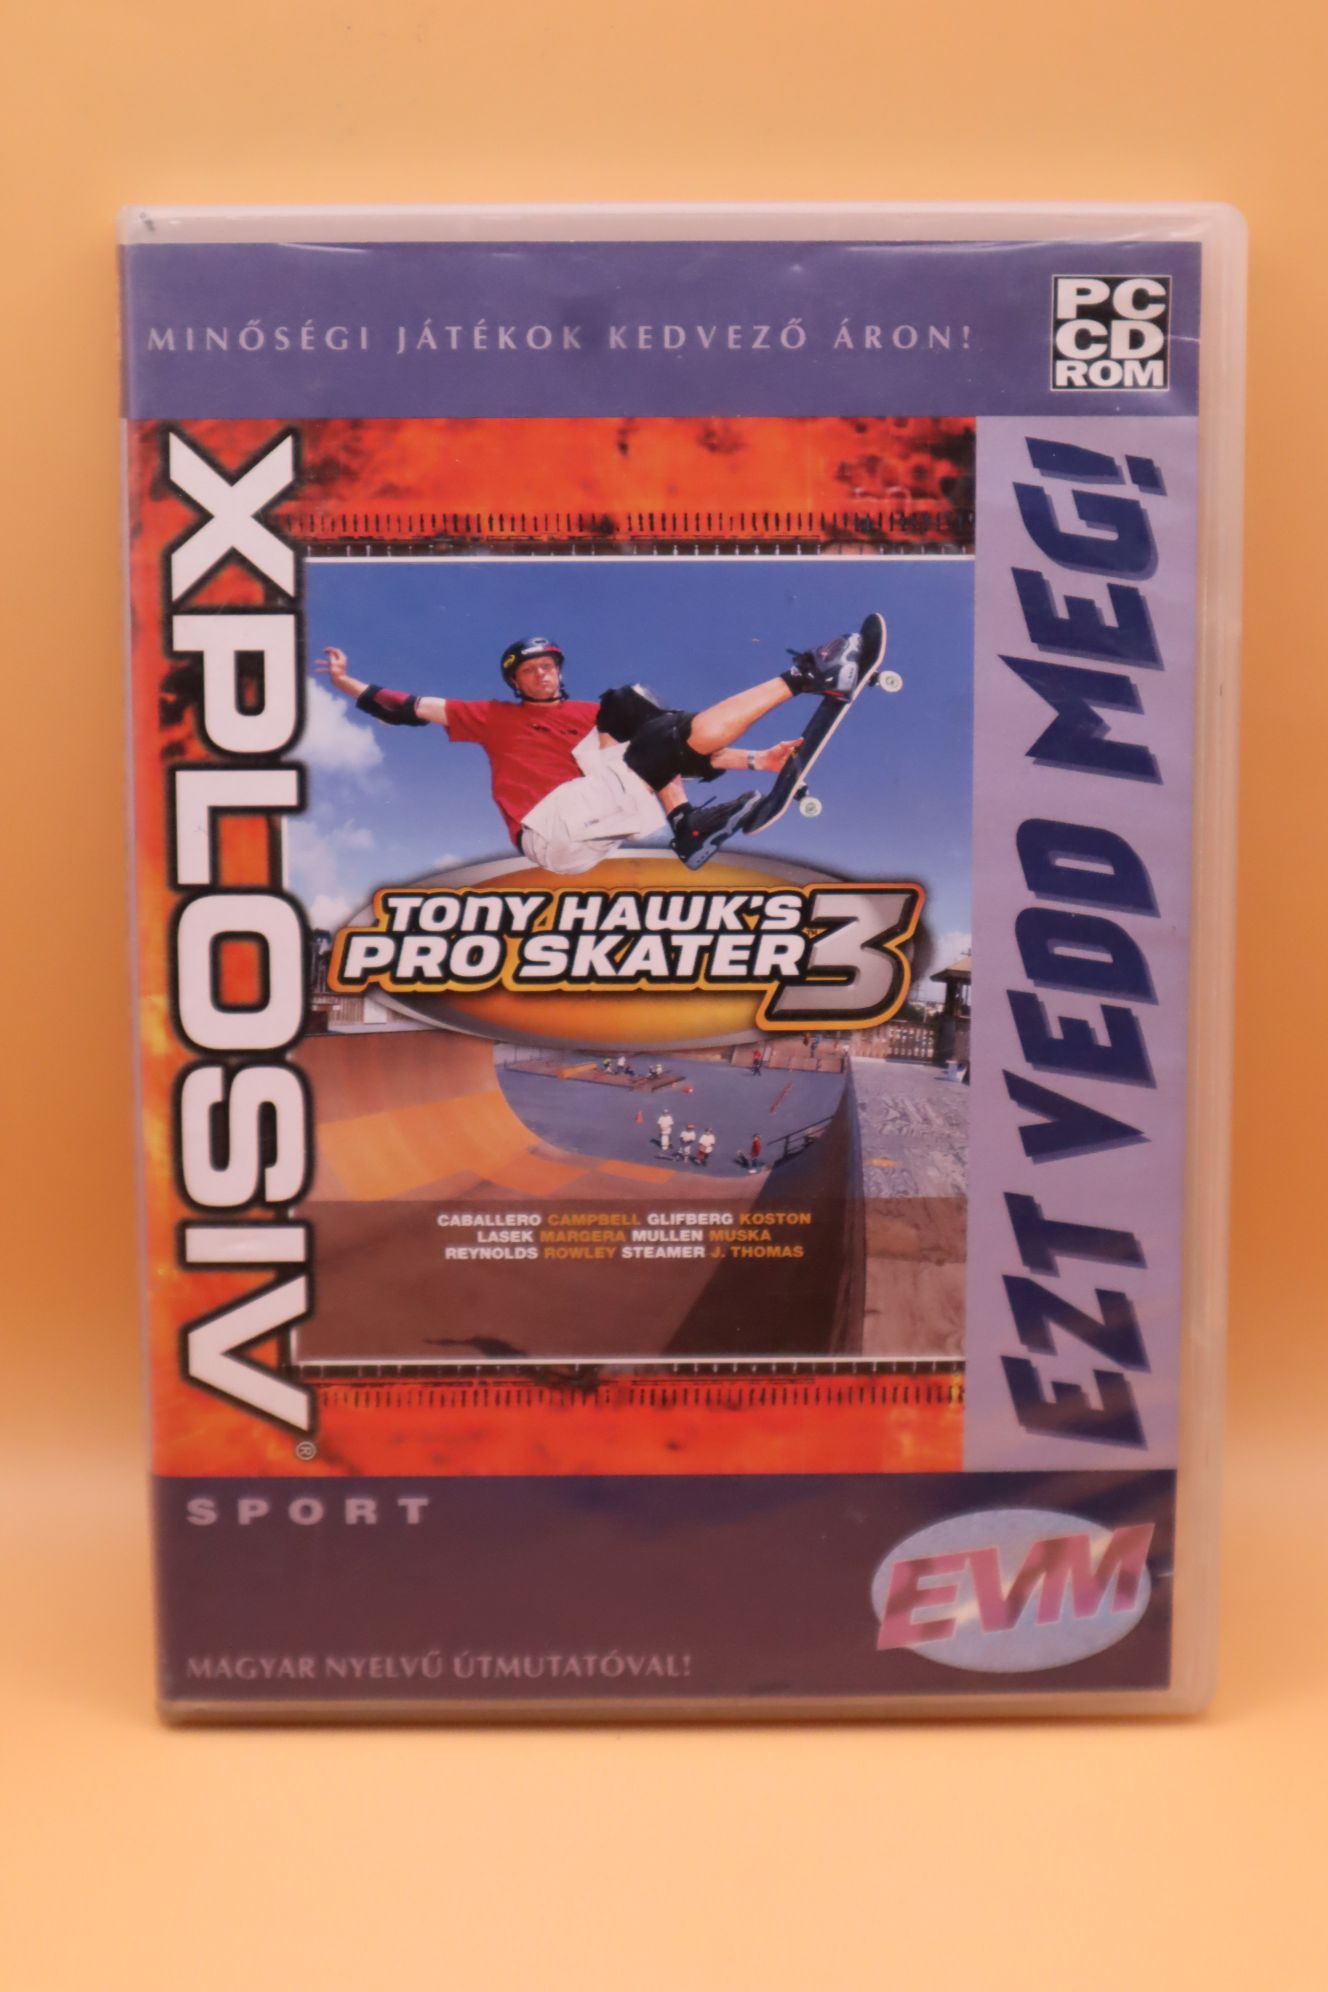 MINŐSÉGI JÁTÉKOK KEDVEZŐ ÁRON!
PC
CD
ROM
XPLOSIV®
EZT VEDD MEG!
TONY HAWK'S
PRO SKATER™ 3
CABALLERO CAMPBELL GLIFBERG KOSTON
LASEK MARGERA MULLEN MUSKA
REYNOLDS ROWLEY STEAMER J. THOMAS
SPORT
EVM
MAGYAR NYELVŰ ÚTMUTATÓVAL!